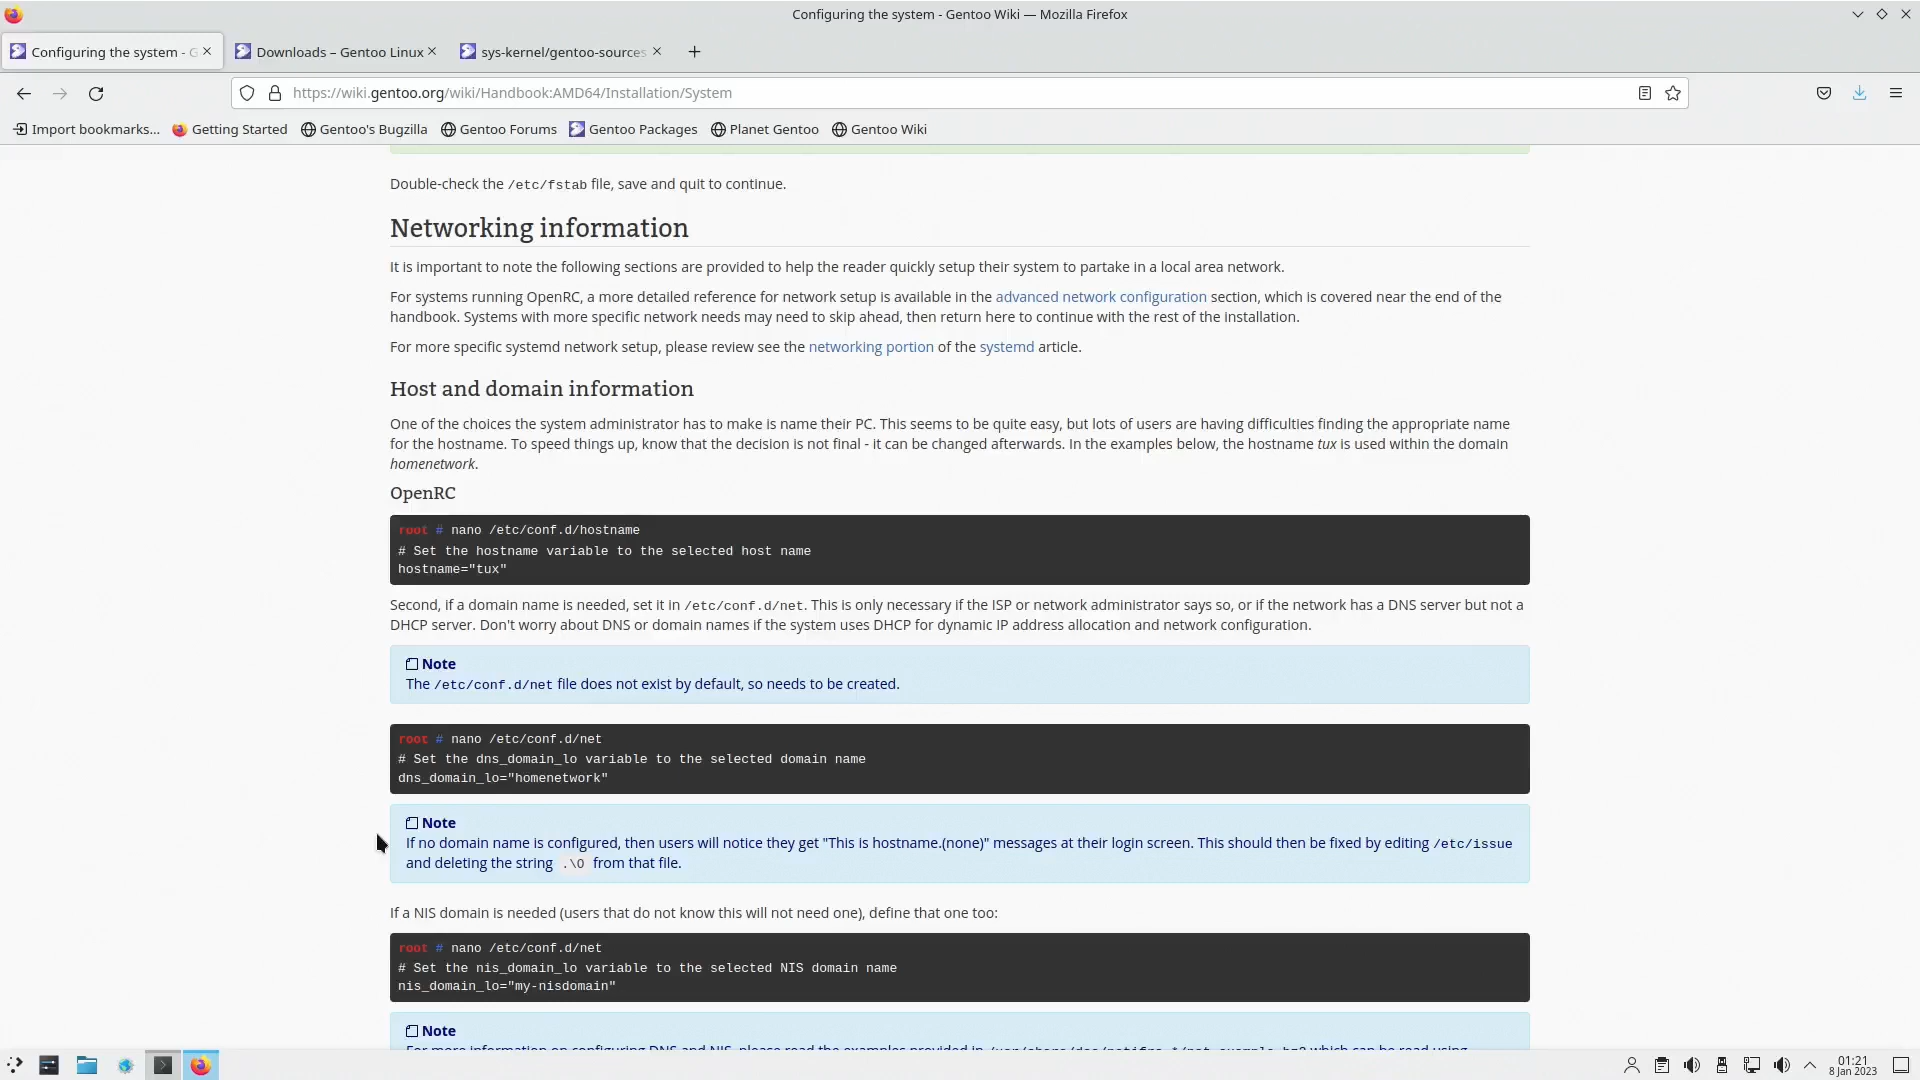 Configuring the system - Gentoo Wiki — Mozilla Firefox
Configuring the system - G
Downloads – Gentoo Linux
sys-kernel/gentoo-sources
https://wiki.gentoo.org/wiki/Handbook:AMD64/Installation/System
Import bookmarks... Getting Started Gentoo's Bugzilla Gentoo Forums Gentoo Packages Planet Gentoo Gentoo Wiki
Double-check the /etc/fstab file, save and quit to continue.
Networking information
It is important to note the following sections are provided to help the reader quickly setup their system to partake in a local area network.
For systems running OpenRC, a more detailed reference for network setup is available in the advanced network configuration section, which is covered near the end of the
handbook. Systems with more specific network needs may need to skip ahead, then return here to continue with the rest of the installation.
For more specific systemd network setup, please review see the networking portion of the systemd article.
Host and domain information
One of the choices the system administrator has to make is name their PC. This seems to be quite easy, but lots of users are having difficulties finding the appropriate name
for the hostname. To speed things up, know that the decision is not final - it can be changed afterwards. In the examples below, the hostname tux is used within the domain
homenetwork.
OpenRC
root # nano /etc/conf.d/hostname
# Set the hostname variable to the selected host name
hostname="tux"
Second, if a domain name is needed, set it in /etc/conf.d/net. This is only necessary if the ISP or network administrator says so, or if the network has a DNS server but not a
DHCP server. Don't worry about DNS or domain names if the system uses DHCP for dynamic IP address allocation and network configuration.
Note
The /etc/conf.d/net file does not exist by default, so needs to be created.
root # nano /etc/conf.d/net
# Set the dns_domain_lo variable to the selected domain name
dns_domain_lo="homenetwork"
Note
If no domain name is configured, then users will notice they get "This is hostname.(none)" messages at their login screen. This should then be fixed by editing /etc/issue
and deleting the string .\O from that file.
If a NIS domain is needed (users that do not know this will not need one), define that one too:
root # nano /etc/conf.d/net
# Set the nis_domain_lo variable to the selected NIS domain name
nis_domain_lo="my-nisdomain"
Note
For more information on configuring DNS and NIS, please read the examples provided in which can be read using
01:21
8 Jan 2023